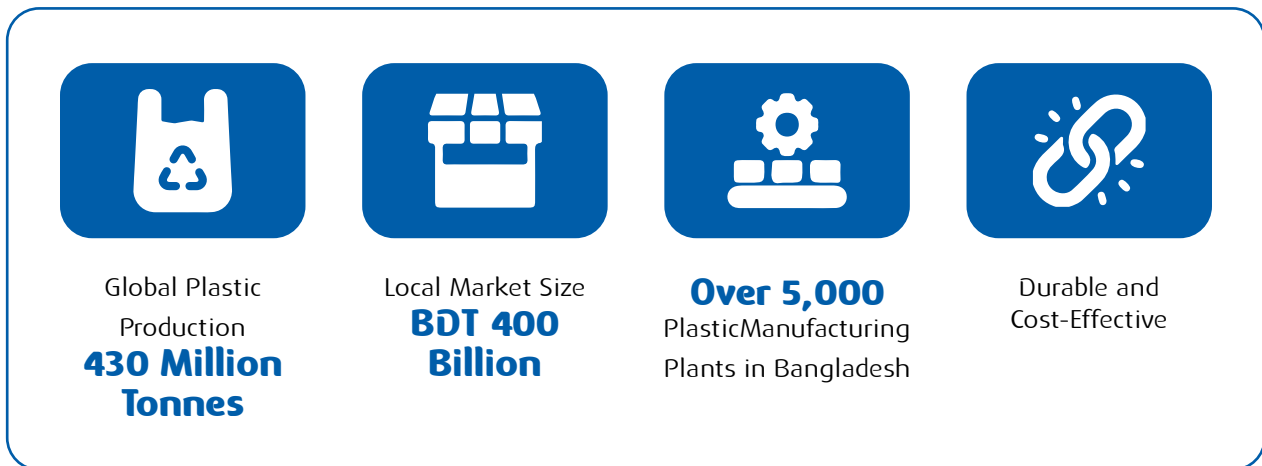 Global Plastic
Production
430 Million
Tonnes
Local Market Size
BDT 400
Billion
Over 5,000
PlasticManufacturing
Plants in Bangladesh
Durable and
Cost-Effective